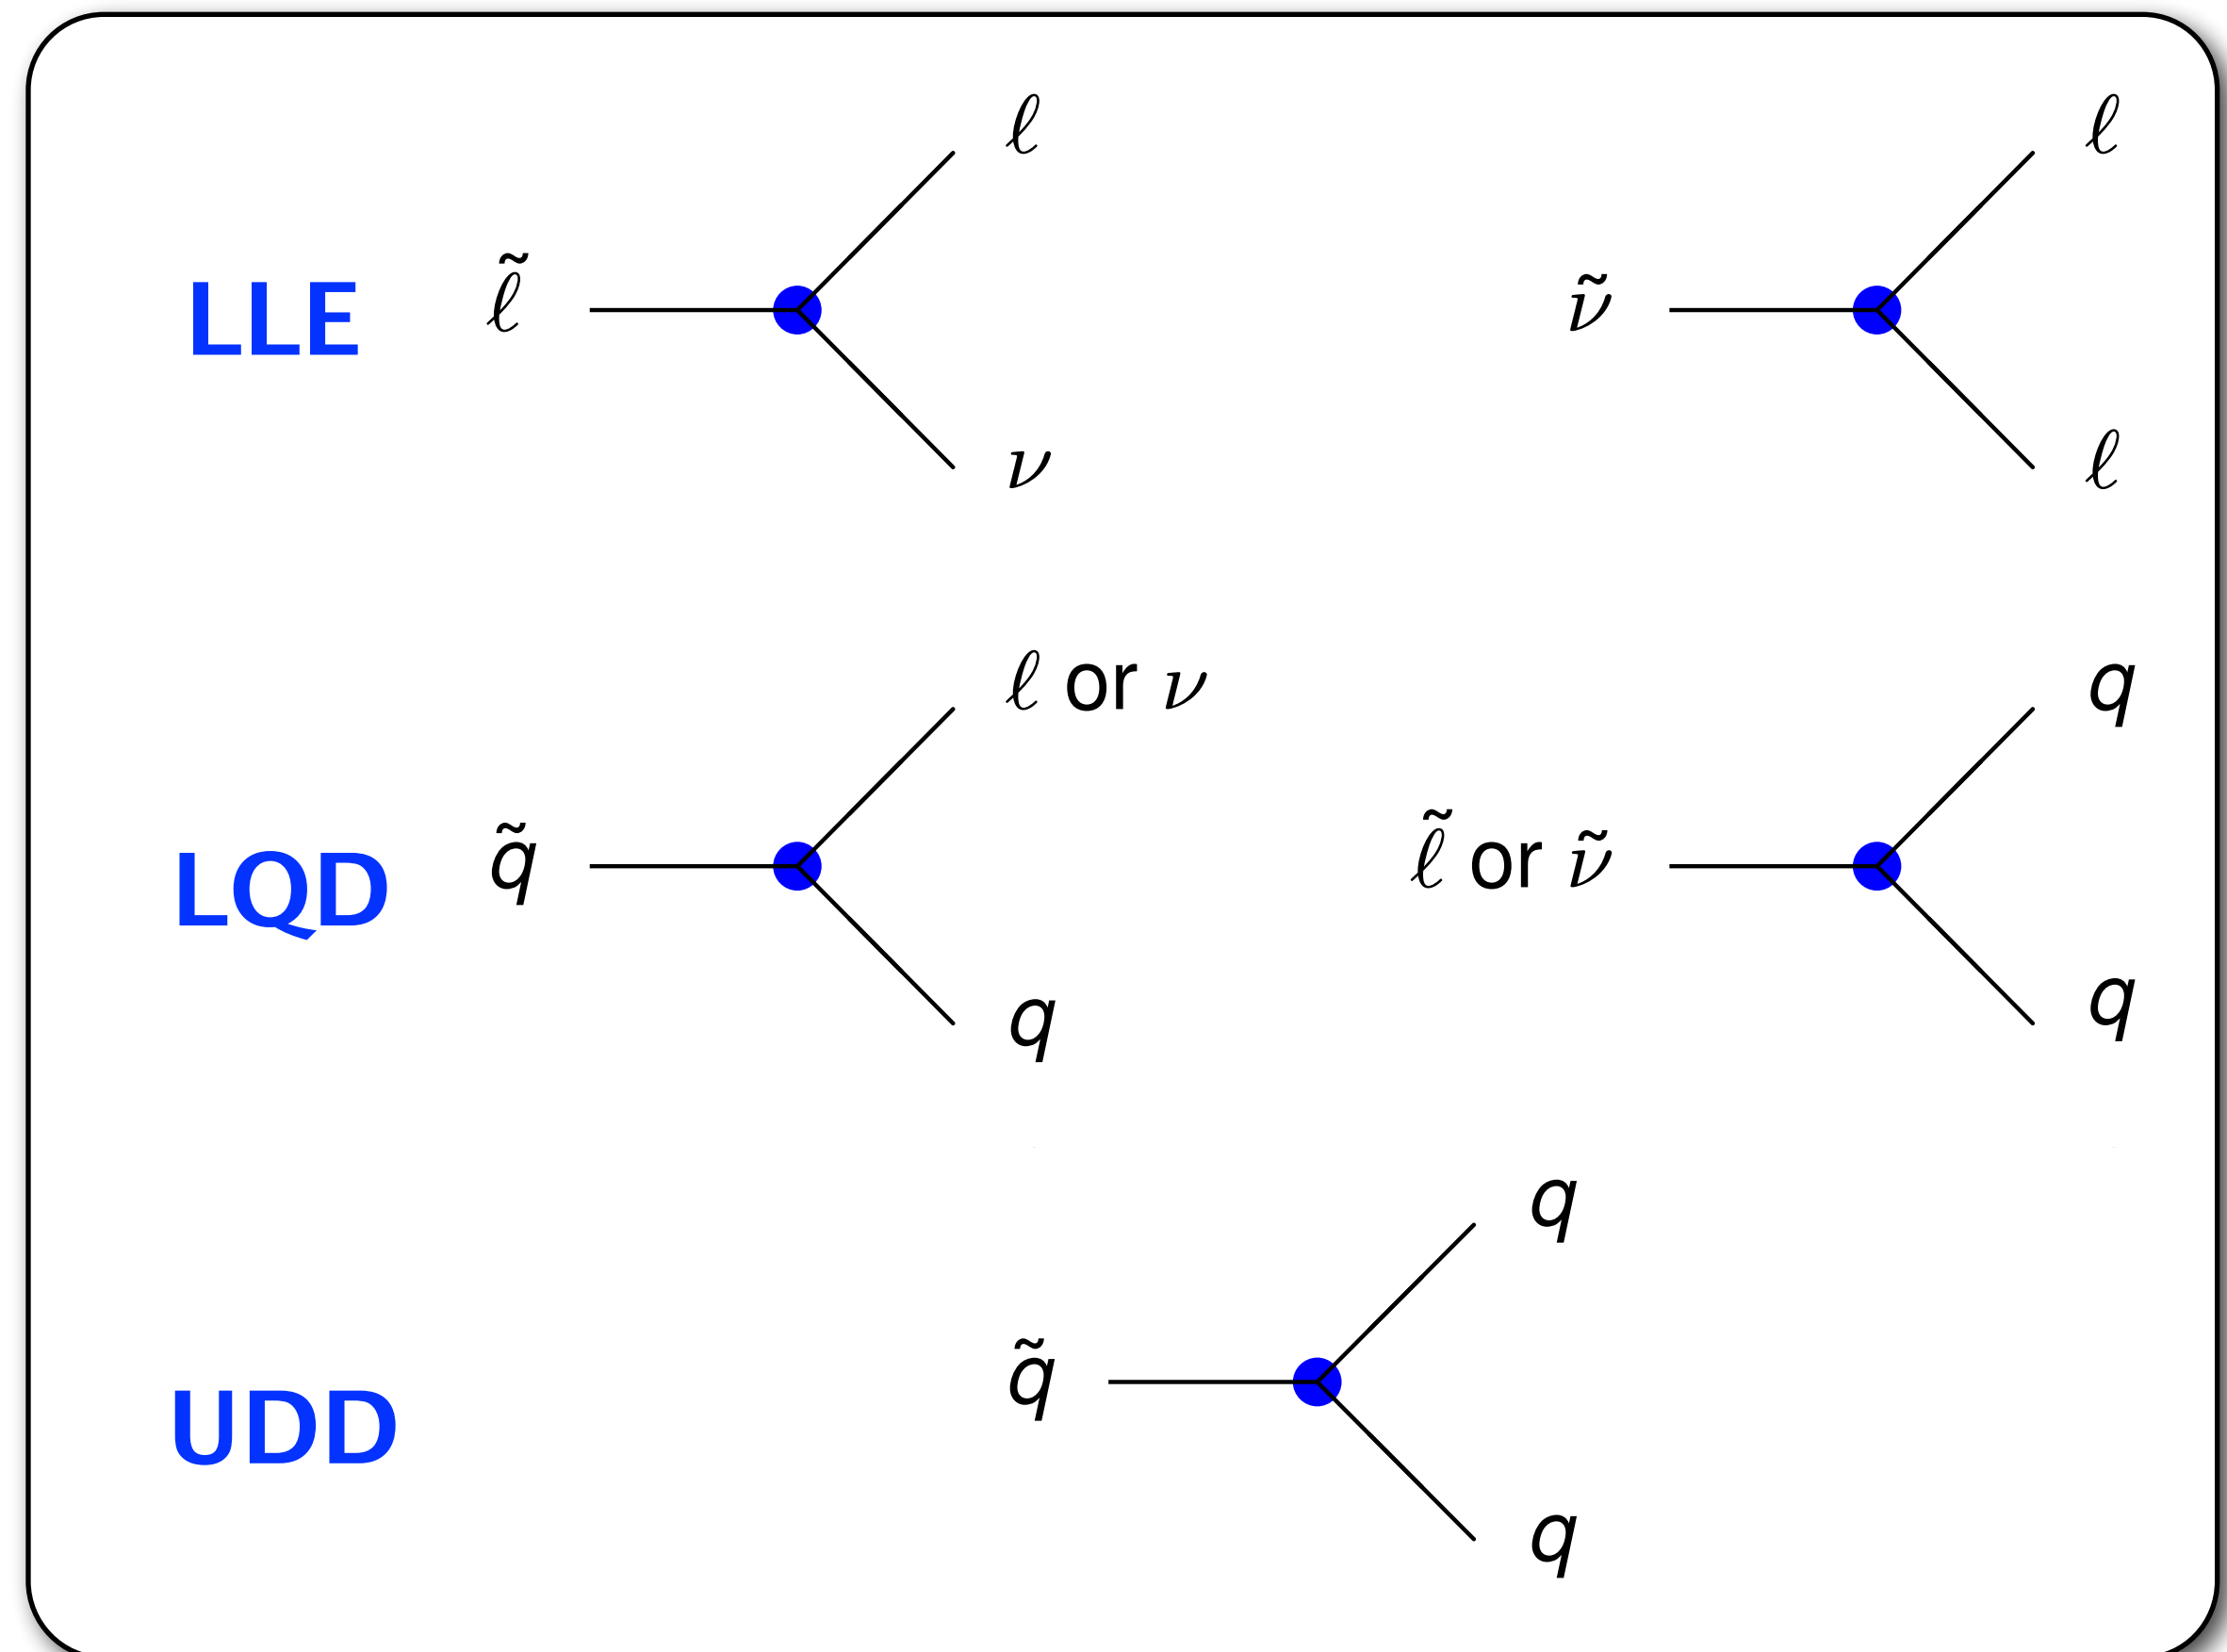 ℓ ℓ
LLE ℓ̃ ν̃
ν ℓ
ℓ or ν q
LQD q̃ ℓ̃ or ν̃
q q
q
UDD q̃
q